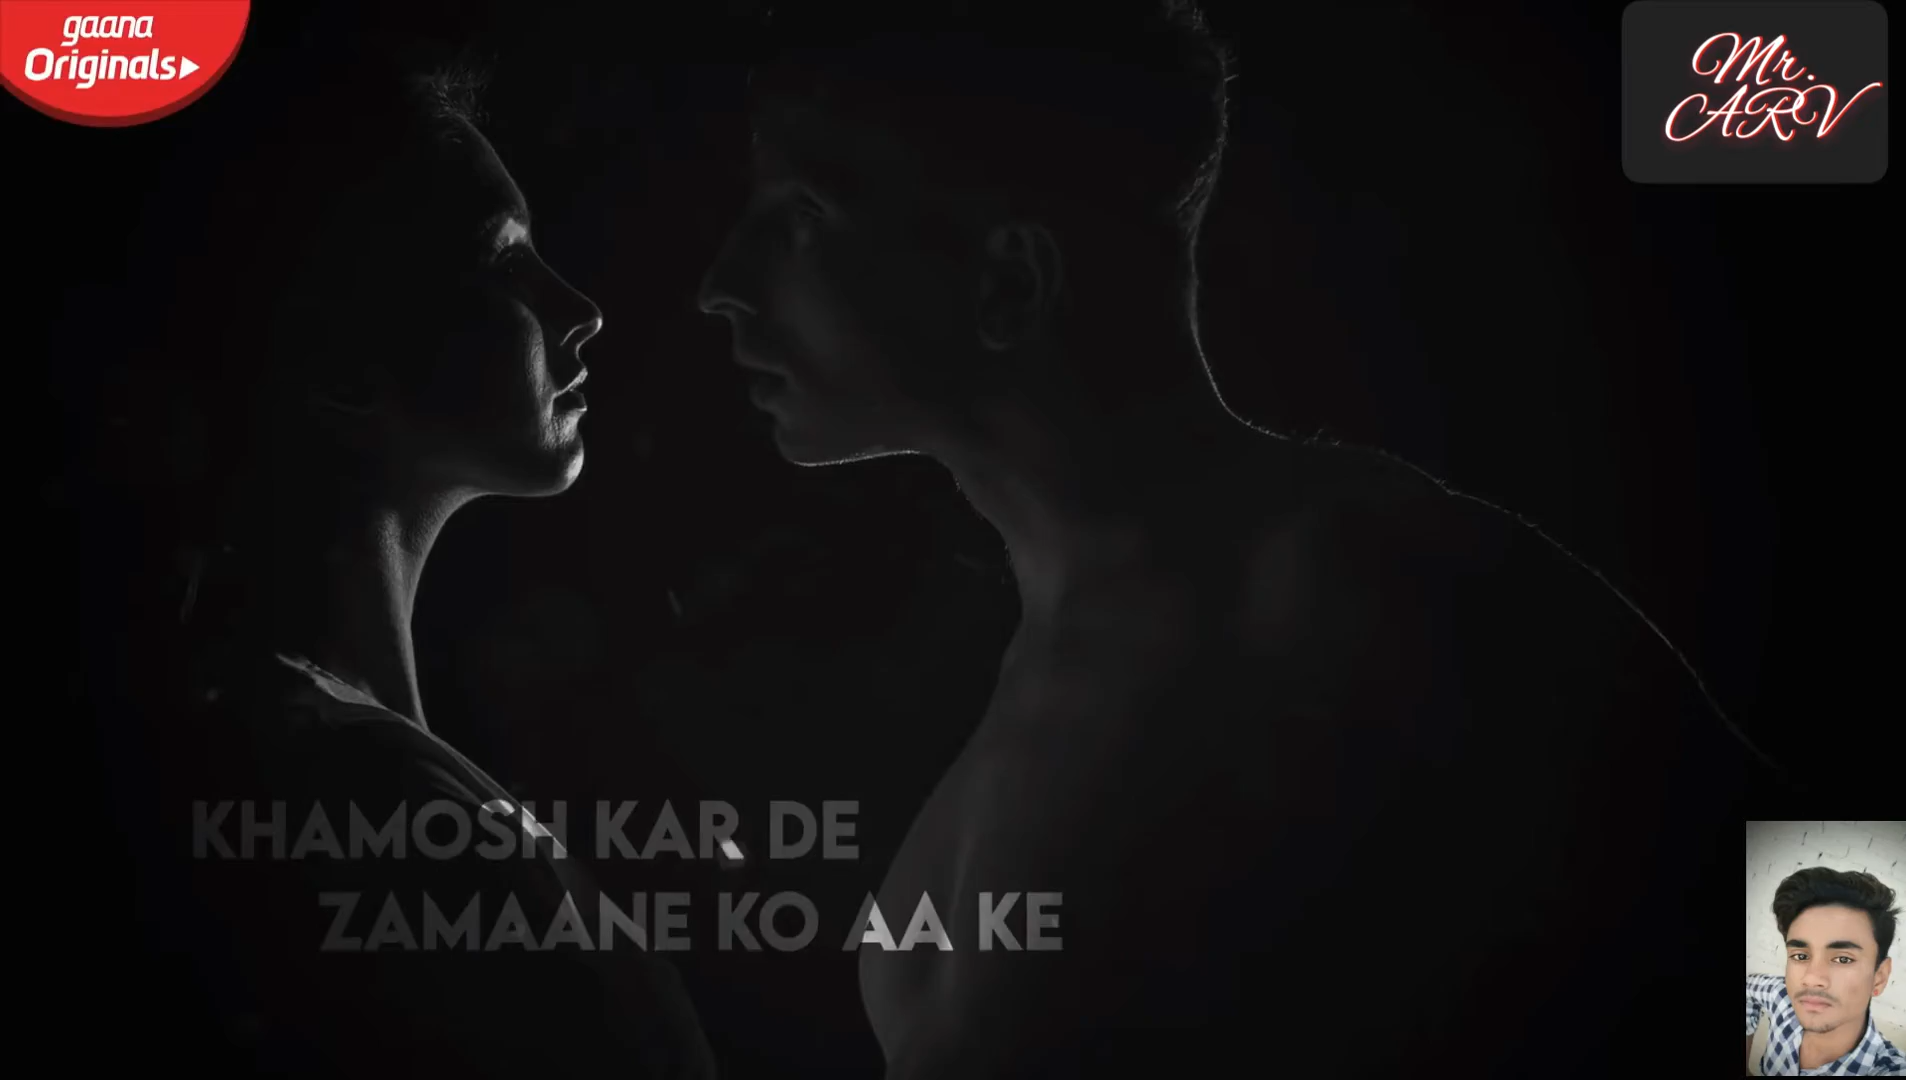 gaana
Originals
Mr.
ARV
KHAMOSH KAR DE
ZAMAANE KO AA KE